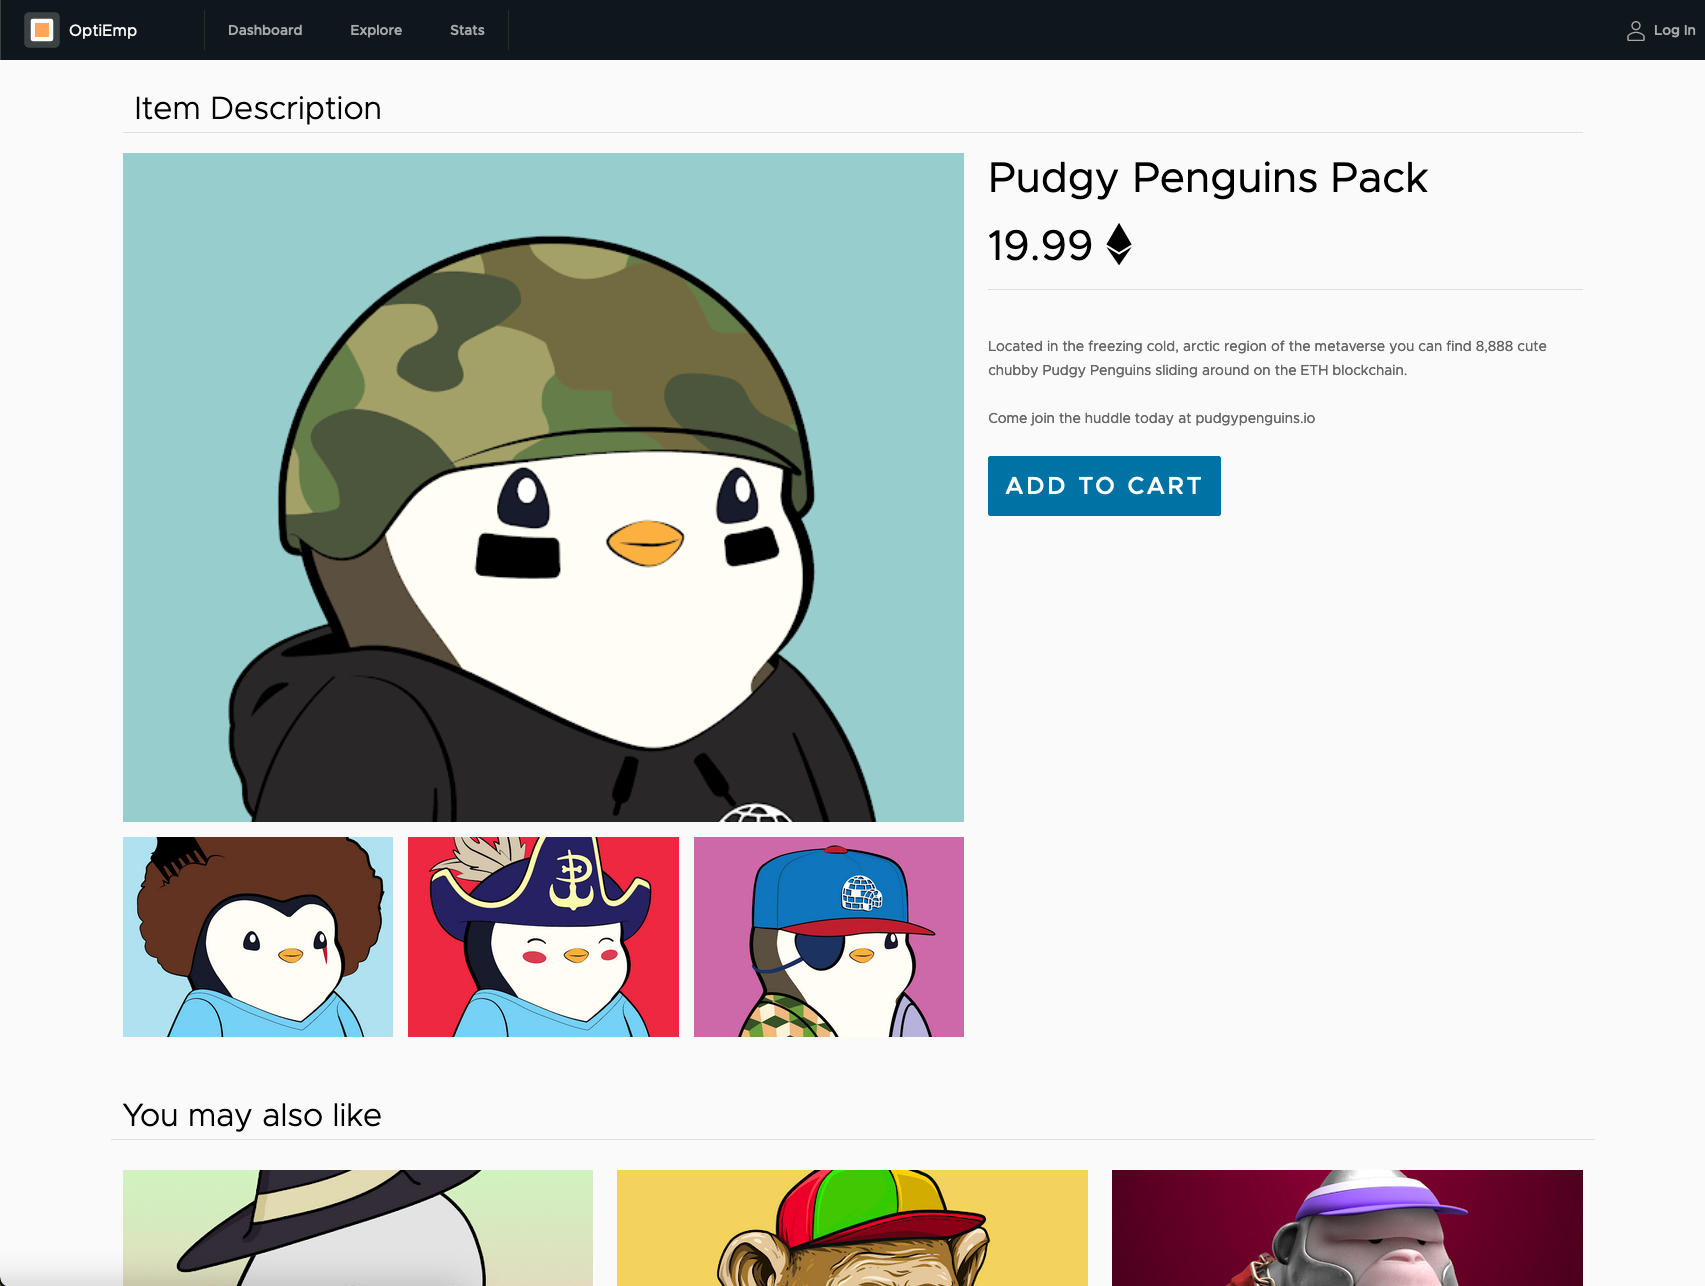 OptiEmp
Dashboard
Explore
Stats
Log In
Item Description
Pudgy Penguins Pack
19.99
Located in the freezing cold, arctic region of the metaverse you can find 8,888 cute
chubby Pudgy Penguins sliding around on the ETH blockchain.
Come join the huddle today at pudgypenguins.io
ADD TO CART
You may also like